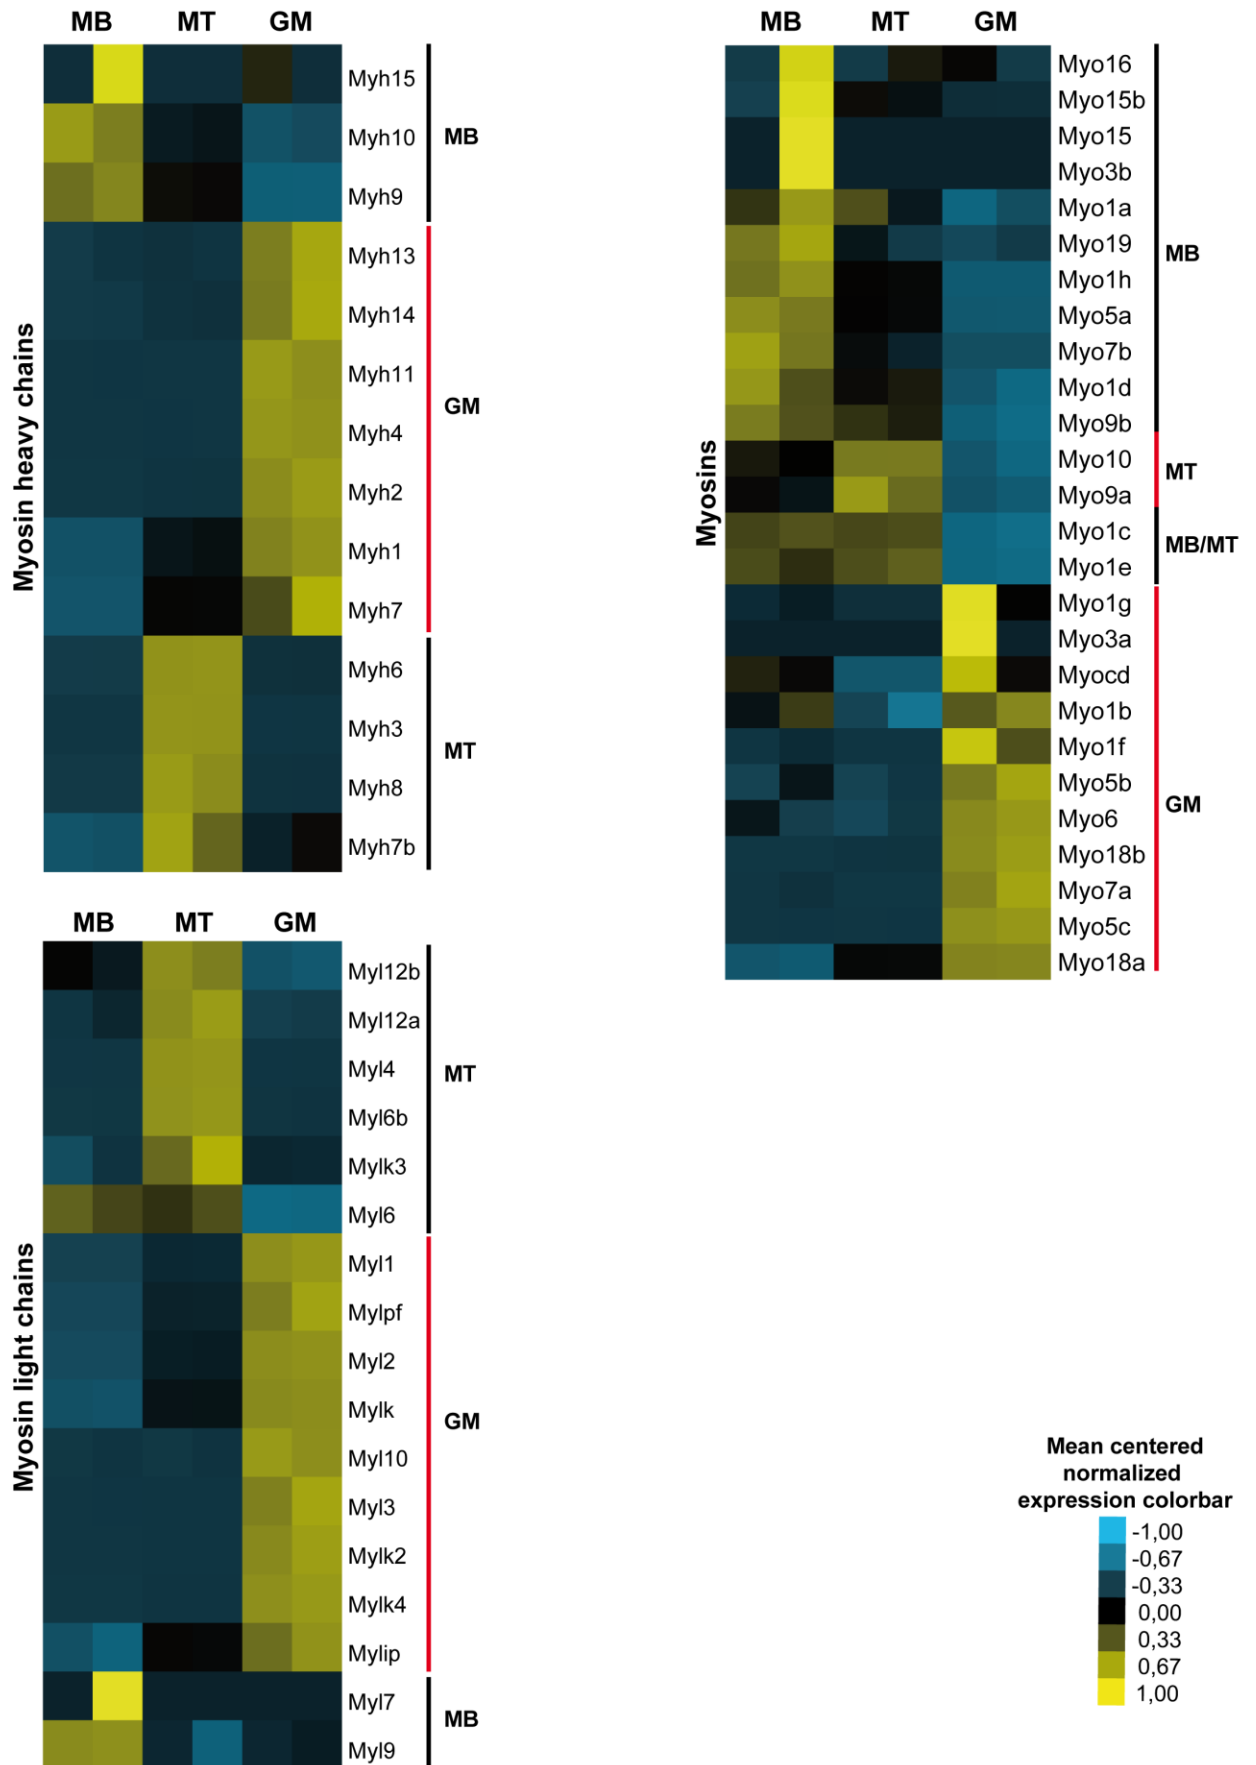 MB MT GM
Myosin heavy chains
Myh15
Myh10
Myh9
Myh13
Myh14
Myh11
Myh4
Myh2
Myh1
Myh7
Myh6
Myh3
Myh8
Myh7b
MB
GM
MT
MB MT GM
Myosin light chains
Myl12b
Myl12a
Myl4
Myl6b
Mylk3
Myl6
Myl1
Mylpf
Myl2
Mylk
Myl10
Myl3
Mylk2
Mylk4
Mylip
Myl7
Myl9
MT
GM
MB
MB MT GM
Myosins
Myo16
Myo15b
Myo15
Myo3b
Myo1a
Myo19
Myo1h
Myo5a
Myo7b
Myo1d
Myo9b
Myo10
Myo9a
Myo1c
Myo1e
Myo1g
Myo3a
Myocd
Myo1b
Myo1f
Myo5b
Myo6
Myo18b
Myo7a
Myo5c
Myo18a
MB
MT
MB/MT
GM
Mean centered
normalized
expression colorbar
-1,00
-0,67
-0,33
0,00
0,33
0,67
1,00